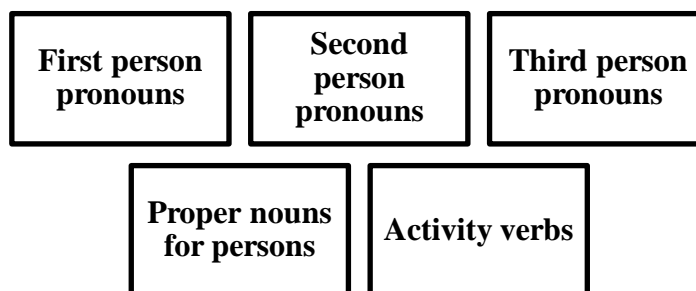 First person
pronouns
Second
person
pronouns
Third person
pronouns
Proper nouns
for persons
Activity verbs